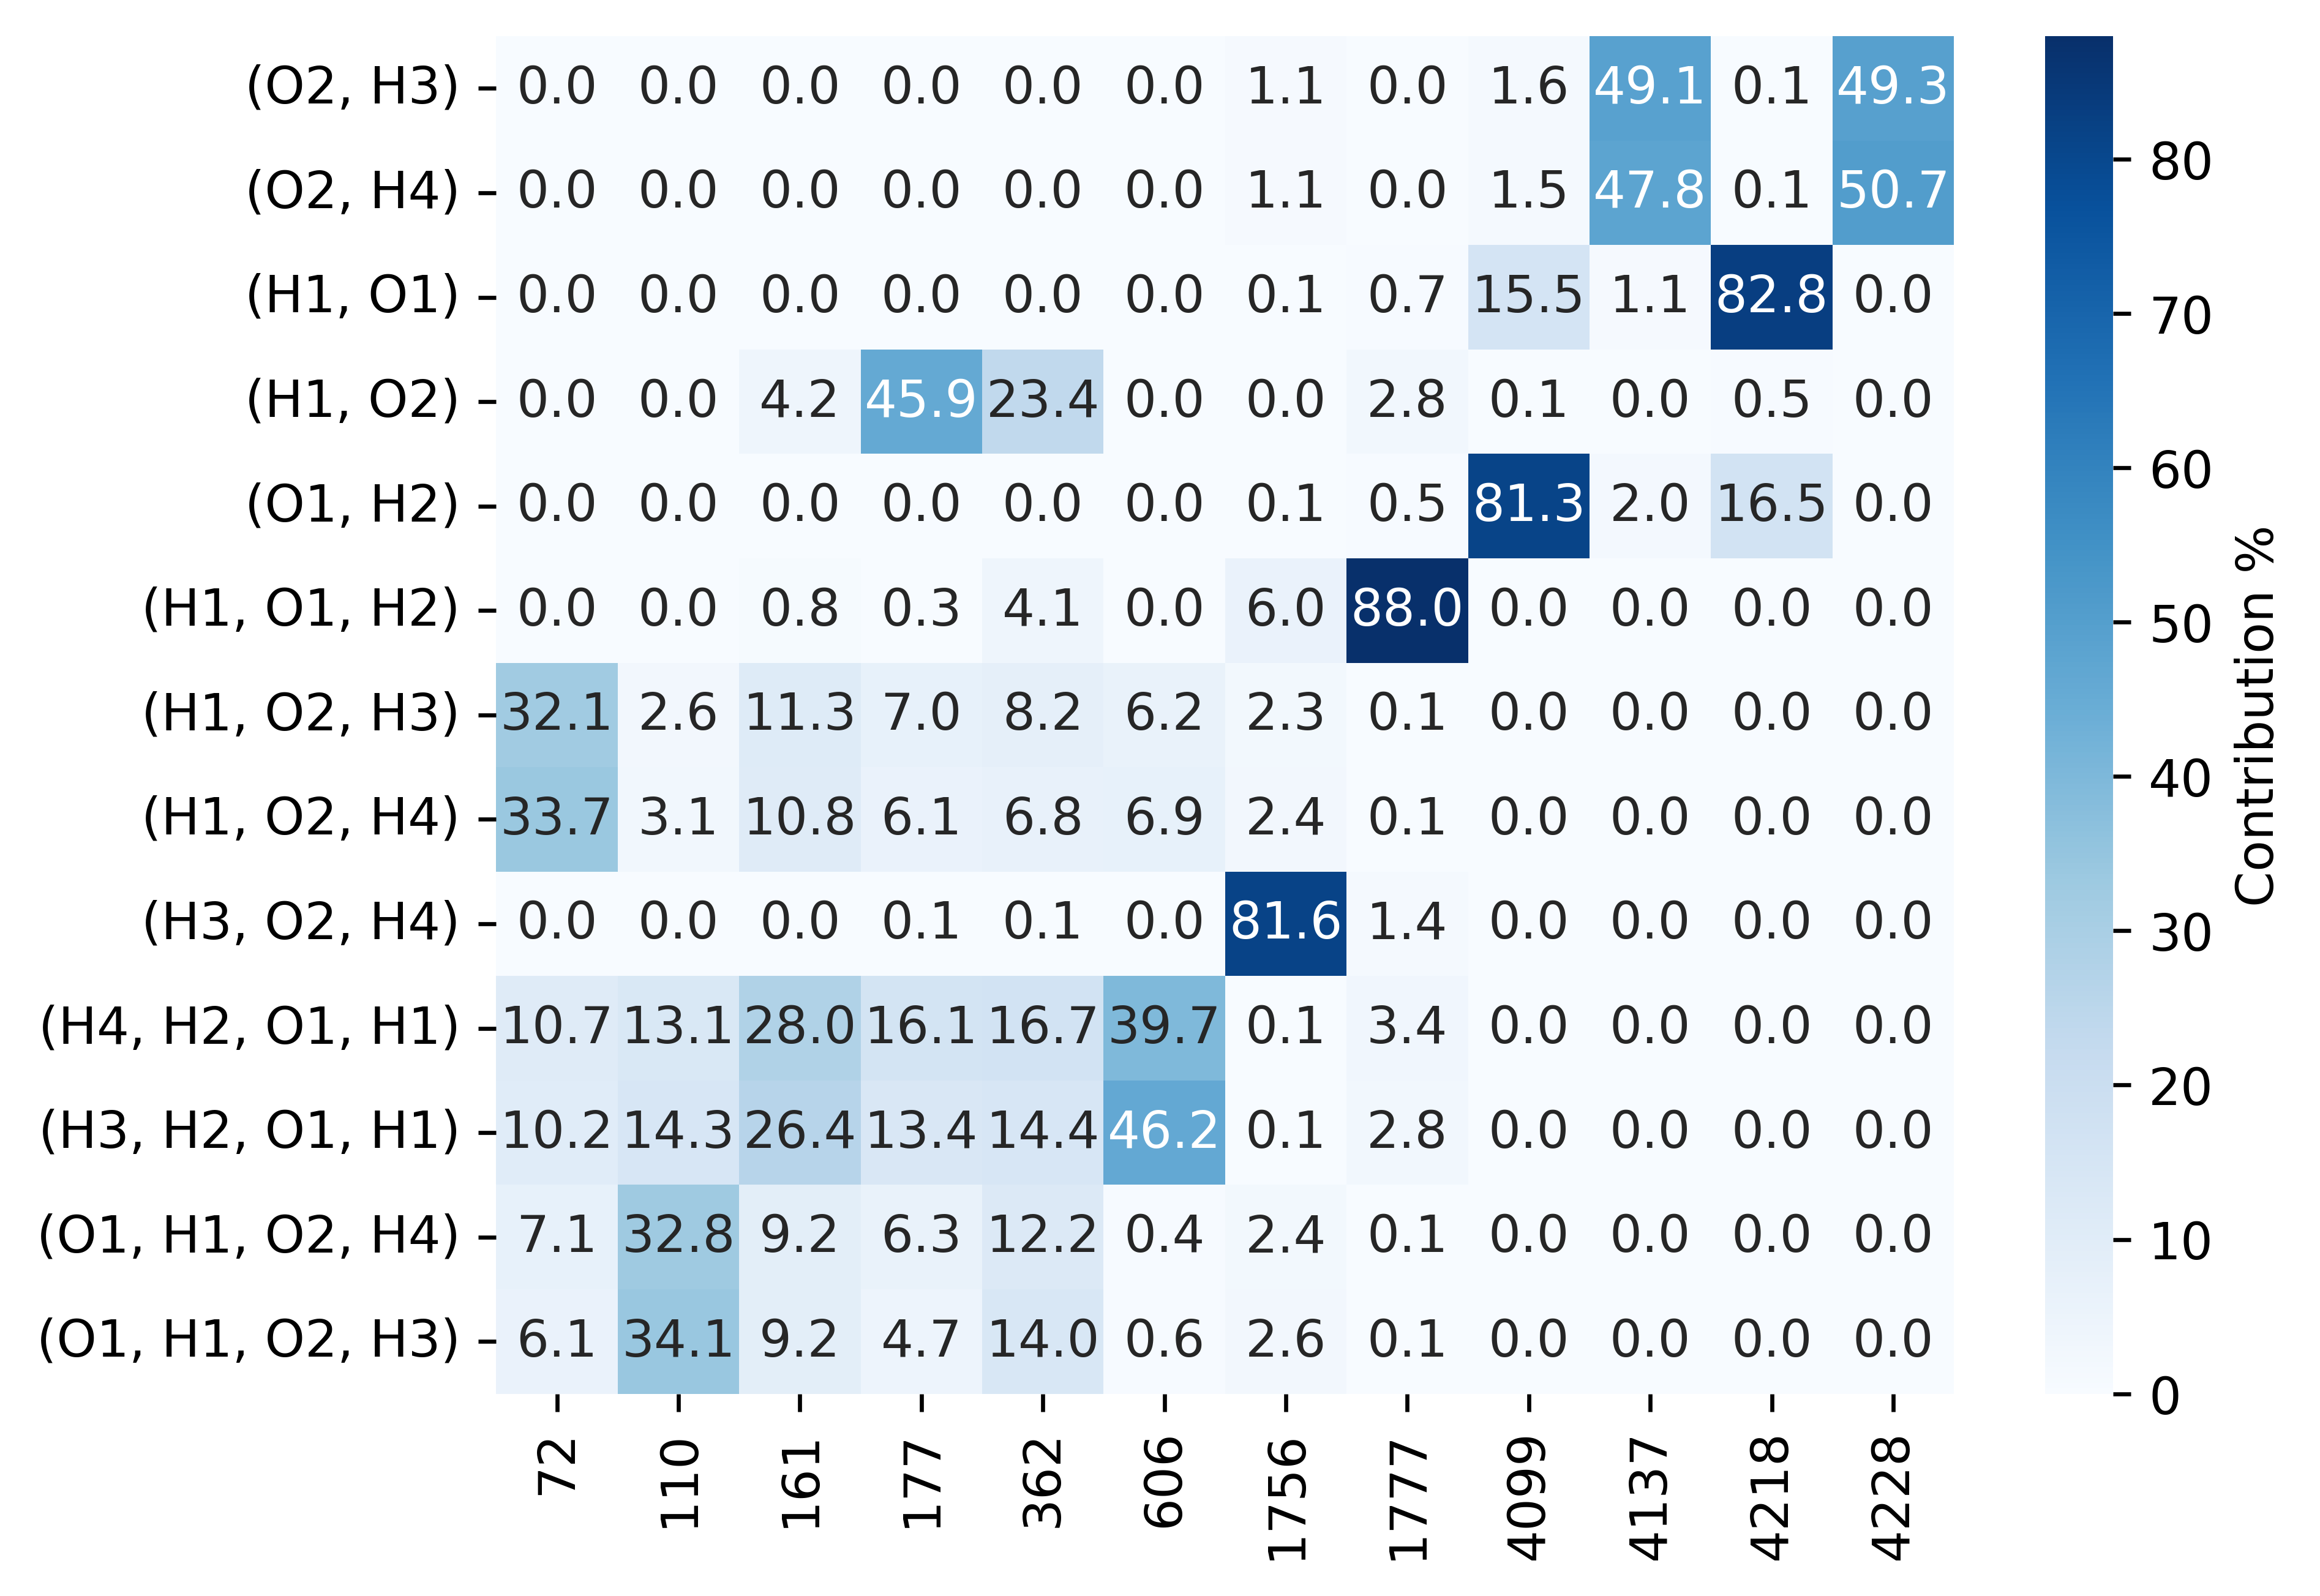 (O2, H3) 0.0 0.0 0.0 0.0 0.0 0.0 1.1 0.0 1.6 49.1 0.1 49.3
(O2, H4) 0.0 0.0 0.0 0.0 0.0 0.0 1.1 0.0 1.5 47.8 0.1 50.7
(H1, O1) 0.0 0.0 0.0 0.0 0.0 0.0 0.1 0.7 15.5 1.1 82.8 0.0
(H1, O2) 0.0 0.0 4.2 45.9 23.4 0.0 0.0 2.8 0.1 0.0 0.5 0.0
(O1, H2) 0.0 0.0 0.0 0.0 0.0 0.0 0.1 0.5 81.3 2.0 16.5 0.0
(H1, O1, H2) 0.0 0.0 0.8 0.3 4.1 0.0 6.0 88.0 0.0 0.0 0.0 0.0
(H1, O2, H3) 32.1 2.6 11.3 7.0 8.2 6.2 2.3 0.1 0.0 0.0 0.0 0.0
(H1, O2, H4) 33.7 3.1 10.8 6.1 6.8 6.9 2.4 0.1 0.0 0.0 0.0 0.0
(H3, O2, H4) 0.0 0.0 0.0 0.1 0.1 0.0 81.6 1.4 0.0 0.0 0.0 0.0
(H4, H2, O1, H1) 10.7 13.1 28.0 16.1 16.7 39.7 0.1 3.4 0.0 0.0 0.0 0.0
(H3, H2, O1, H1) 10.2 14.3 26.4 13.4 14.4 46.2 0.1 2.8 0.0 0.0 0.0 0.0
(O1, H1, O2, H4) 7.1 32.8 9.2 6.3 12.2 0.4 2.4 0.1 0.0 0.0 0.0 0.0
(O1, H1, O2, H3) 6.1 34.1 9.2 4.7 14.0 0.6 2.6 0.1 0.0 0.0 0.0 0.0
72 110 161 177 362 606 1756 1777 4099 4137 4218 4228
80
70
60
50
40
30
20
10
0
Contribution %